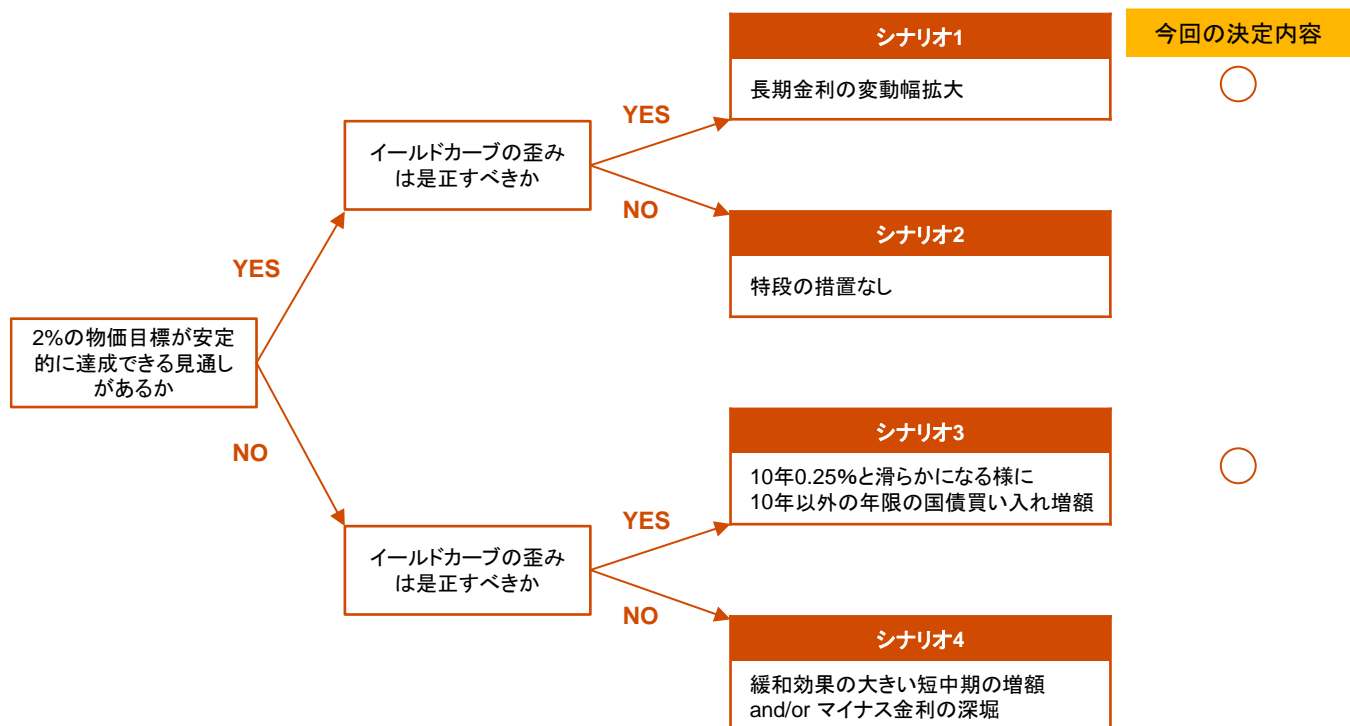 シナリオ1
今回の決定内容
長期金利の変動幅拡大
YES
イールドカーブの歪み
は是正すべきか
NO
シナリオ2
特段の措置なし
YES
2%の物価目標が安定
的に達成できる見通し
があるか
NO
シナリオ3
10年0.25%と滑らかになる様に
10年以外の年限の国債買い入れ増額
YES
イールドカーブの歪み
は是正すべきか
NO
シナリオ4
緩和効果の大きい短中期の増額
and/or マイナス金利の深堀